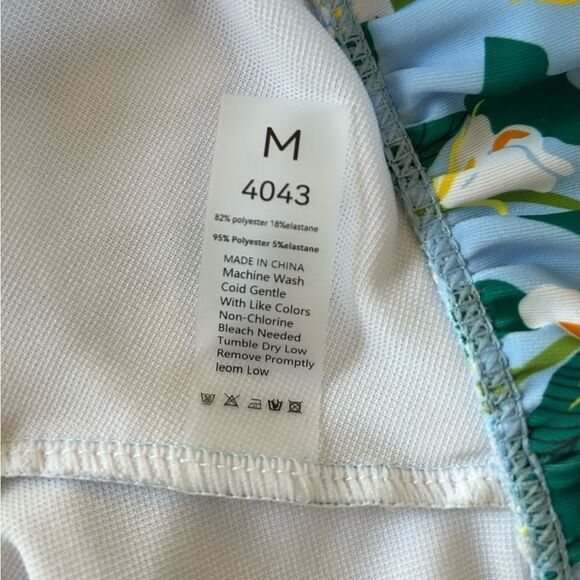 M
4043
82% polyester 18%elastane
95% Polyester 5%elastane
MADE IN CHINA
Machine Wash
Coid Gentle
With Like Colors
Non-Chlorine
Bleach Needed
Tumble Dry Low
Remove Promptly
Ieom Low